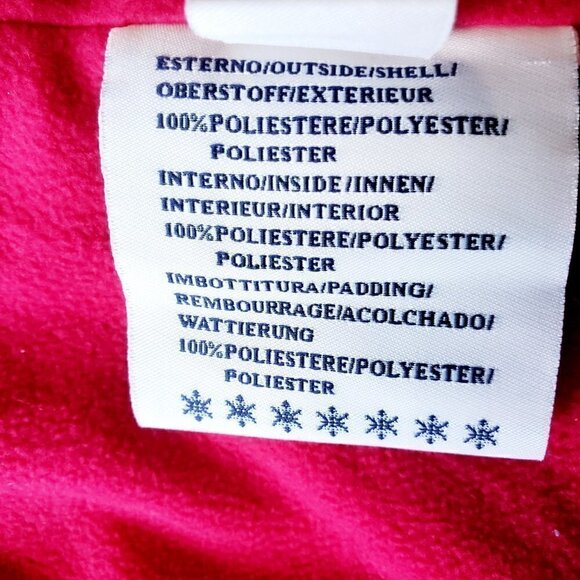 ESTERNO/OUTSIDE/SHELL/
OBERSTOFF/EXTERIEUR
100%POLIESTERE/POLYESTER/
POLIESTER
INTERNO/INSIDE/INNEN/
INTERIEUR/INTERIOR
100%POLIESTERE/POLYESTER/
POLIESTER
IMBOTTITURA/PADDING/
REMBOURRAGE/ACOLCHADO/
WATTIERUNG
100%POLIESTERE/POLYESTER/
POLIESTER